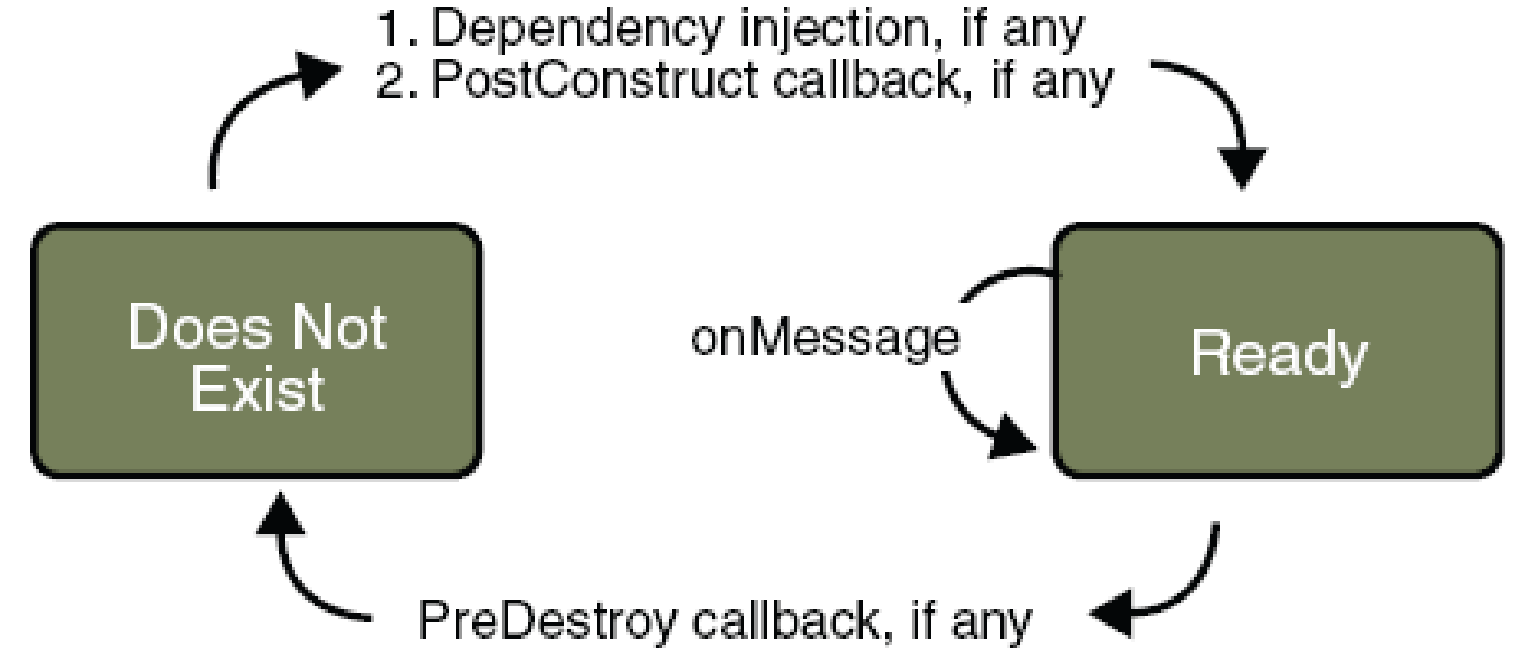 1. Dependency injection, if any
2. PostConstruct callback, if any
Does Not
Exist
onMessage
Ready
PreDestroy callback, if any